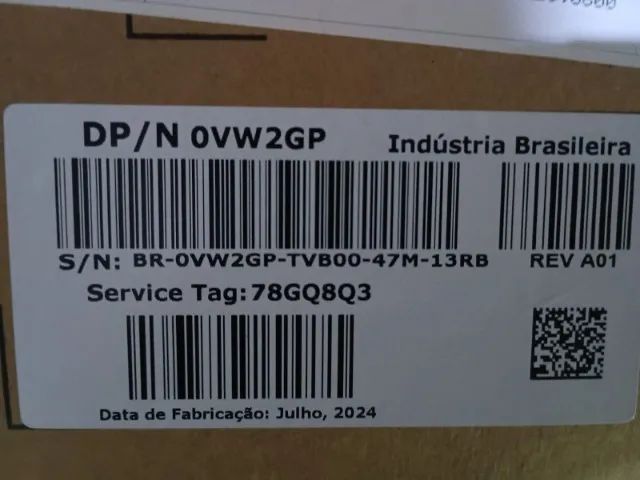 DP/N 0VW2GP
Indústria Brasileira
S/N: BR-0VW2GP-TVB00-47M-13RB
REV A01
Service Tag:78GQ8Q3
Data de Fabricação: Julho, 2024